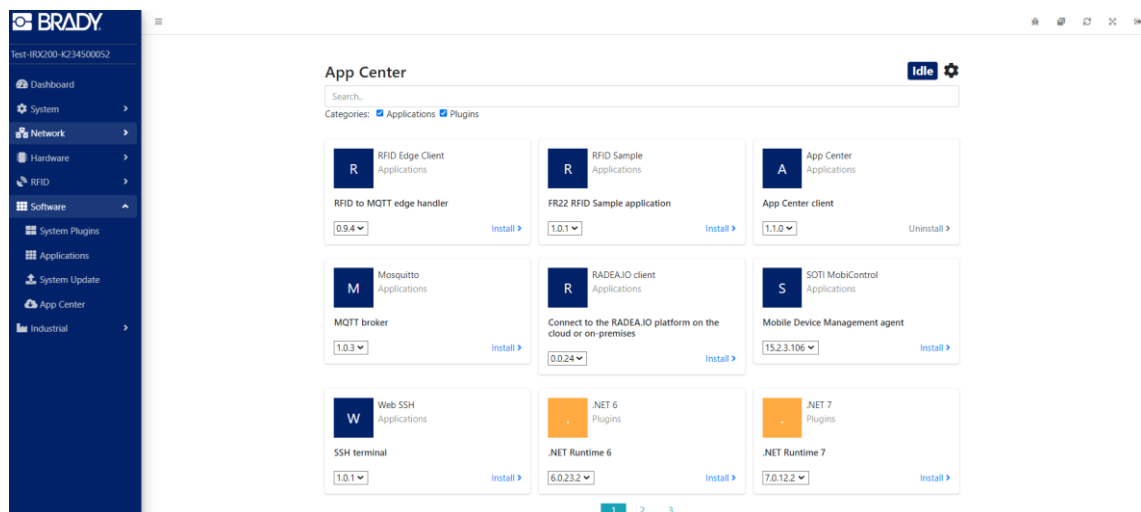 BRADY.
Test-IRX200-K234500052
Dashboard
System
Network
Hardware
RFID
Software
System Plugins
Applications
System Update
App Center
Industrial
App Center
Idle
Search..
Categories: Applications Plugins
R
RFID Edge Client
Applications
RFID to MQTT edge handler
0.9.4
Install
R
RFID Sample
Applications
FR22 RFID Sample application
1.0.1
Install
A
App Center
Applications
App Center client
1.1.0
Uninstall
M
Mosquitto
Applications
MQTT broker
1.0.3
Install
R
RADEA.IO client
Applications
Connect to the RADEA.IO platform on the
cloud or on-premises
0.0.24
Install
S
SOTI MobiControl
Applications
Mobile Device Management agent
15.2.3.106
Install
W
Web SSH
Applications
SSH terminal
1.0.1
Install
.
.NET 6
Plugins
.NET Runtime 6
6.0.23.2
Install
.
.NET 7
Plugins
.NET Runtime 7
7.0.12.2
Install
1 2 3